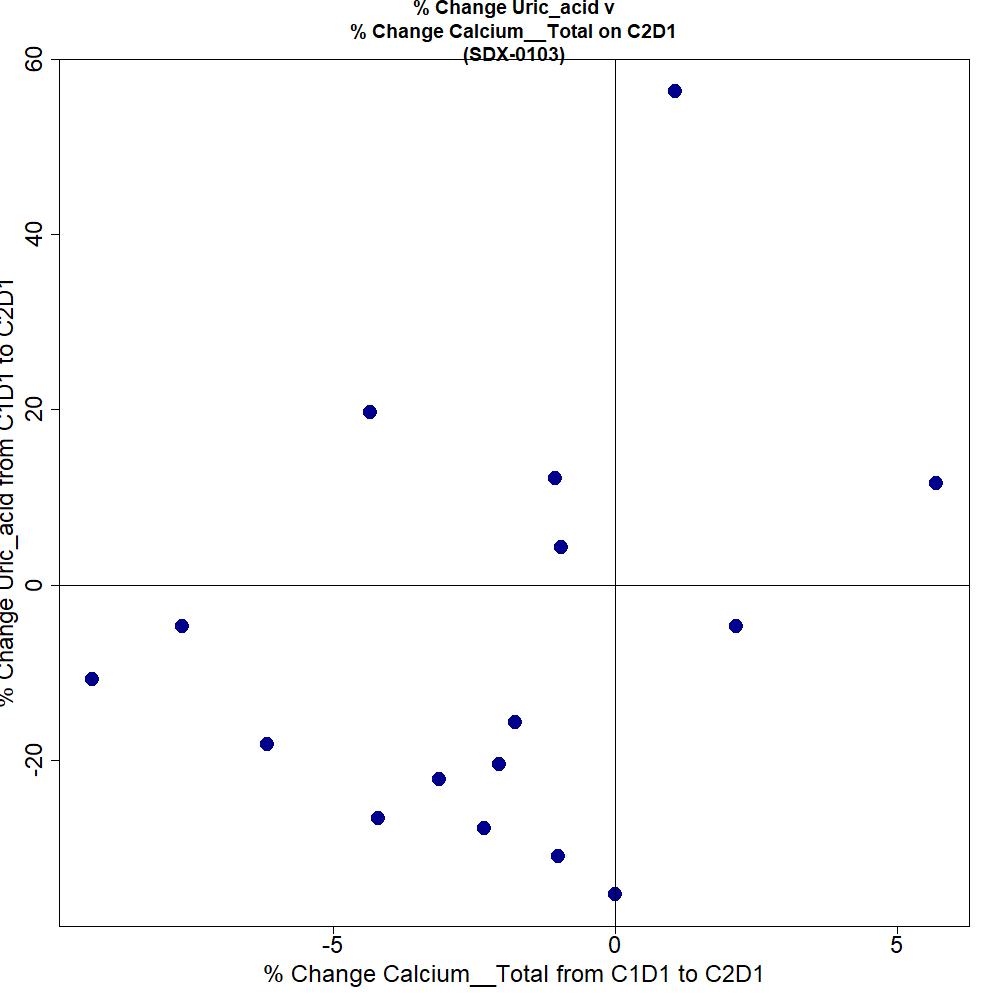 % Change Uric_acid v
% Change Calcium__Total on C2D1
(SDX-0103)
60
40
20
0
-20
% Change Uric_acid from C1D1 to C2D1
-5
0
5
% Change Calcium__Total from C1D1 to C2D1